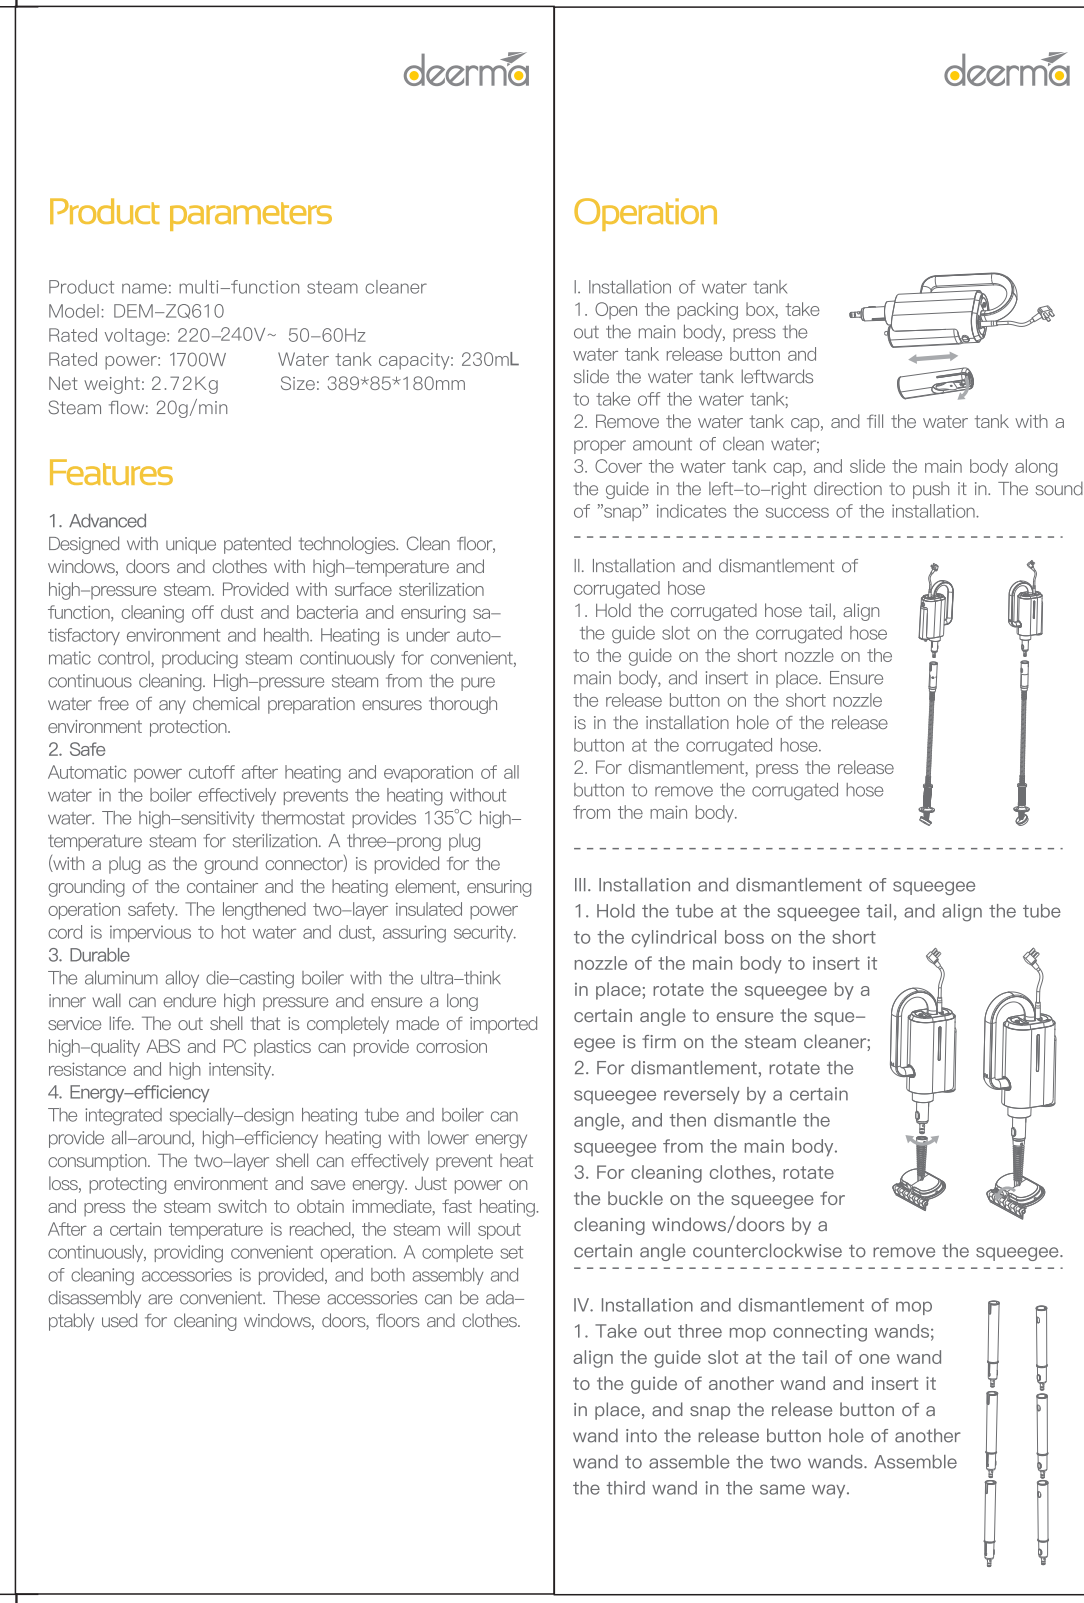 deerma
Product parameters
Product name: multi-function steam cleaner
Model: DEM-ZQ610
Rated voltage: 220-240V~ 50-60Hz
Rated power: 1700W Water tank capacity: 230mL
Net weight: 2.72Kg Size: 389*85*180mm
Steam flow: 20g/min
Features
1. Advanced
Designed with unique patented technologies. Clean floor,
windows, doors and clothes with high-temperature and
high-pressure steam. Provided with surface sterilization
function, cleaning off dust and bacteria and ensuring sa-
tisfactory environment and health. Heating is under auto-
matic control, producing steam continuously for convenient,
continuous cleaning. High-pressure steam from the pure
water free of any chemical preparation ensures thorough
environment protection.
2. Safe
Automatic power cutoff after heating and evaporation of all
water in the boiler effectively prevents the heating without
water. The high-sensitivity thermostat provides 135℃ high-
temperature steam for sterilization. A three-prong plug
(with a plug as the ground connector) is provided for the
grounding of the container and the heating element, ensuring
operation safety. The lengthened two-layer insulated power
cord is impervious to hot water and dust, assuring security.
3. Durable
The aluminum alloy die-casting boiler with the ultra-think
inner wall can endure high pressure and ensure a long
service life. The out shell that is completely made of imported
high-quality ABS and PC plastics can provide corrosion
resistance and high intensity.
4. Energy-efficiency
The integrated specially-design heating tube and boiler can
provide all-around, high-efficiency heating with lower energy
consumption. The two-layer shell can effectively prevent heat
loss, protecting environment and save energy. Just power on
and press the steam switch to obtain immediate, fast heating.
After a certain temperature is reached, the steam will spout
continuously, providing convenient operation. A complete set
of cleaning accessories is provided, and both assembly and
disassembly are convenient. These accessories can be ada-
ptably used for cleaning windows, doors, floors and clothes.
deerma
Operation
I. Installation of water tank
1. Open the packing box, take
out the main body, press the
water tank release button and
slide the water tank leftwards
to take off the water tank;
2. Remove the water tank cap, and fill the water tank with a
proper amount of clean water;
3. Cover the water tank cap, and slide the main body along
the guide in the left-to-right direction to push it in. The sound
of "snap" indicates the success of the installation.
II. Installation and dismantlement of
corrugated hose
1. Hold the corrugated hose tail, align
the guide slot on the corrugated hose
to the guide on the short nozzle on the
main body, and insert in place. Ensure
the release button on the short nozzle
is in the installation hole of the release
button at the corrugated hose.
2. For dismantlement, press the release
button to remove the corrugated hose
from the main body.
III. Installation and dismantlement of squeegee
1. Hold the tube at the squeegee tail, and align the tube
to the cylindrical boss on the short
nozzle of the main body to insert it
in place; rotate the squeegee by a
certain angle to ensure the sque-
egee is firm on the steam cleaner;
2. For dismantlement, rotate the
squeegee reversely by a certain
angle, and then dismantle the
squeegee from the main body.
3. For cleaning clothes, rotate
the buckle on the squeegee for
cleaning windows/doors by a
certain angle counterclockwise to remove the squeegee.
IV. Installation and dismantlement of mop
1. Take out three mop connecting wands;
align the guide slot at the tail of one wand
to the guide of another wand and insert it
in place, and snap the release button of a
wand into the release button hole of another
wand to assemble the two wands. Assemble
the third wand in the same way.